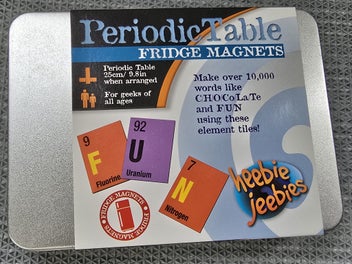 Periodic Table
FRIDGE MAGNETS
Periodic Table
25cm/ 9.8in
when arranged
For geeks of
all ages
Make over 10,000
words like
CHOCoLaTe
and FUN
using these
element tiles!
9
F
Fluorine
92
U
Uranium
7
N
Nitrogen
heebie
jeebies
FRIDGE-MAGNETS
FRIDGE-MAGNETS